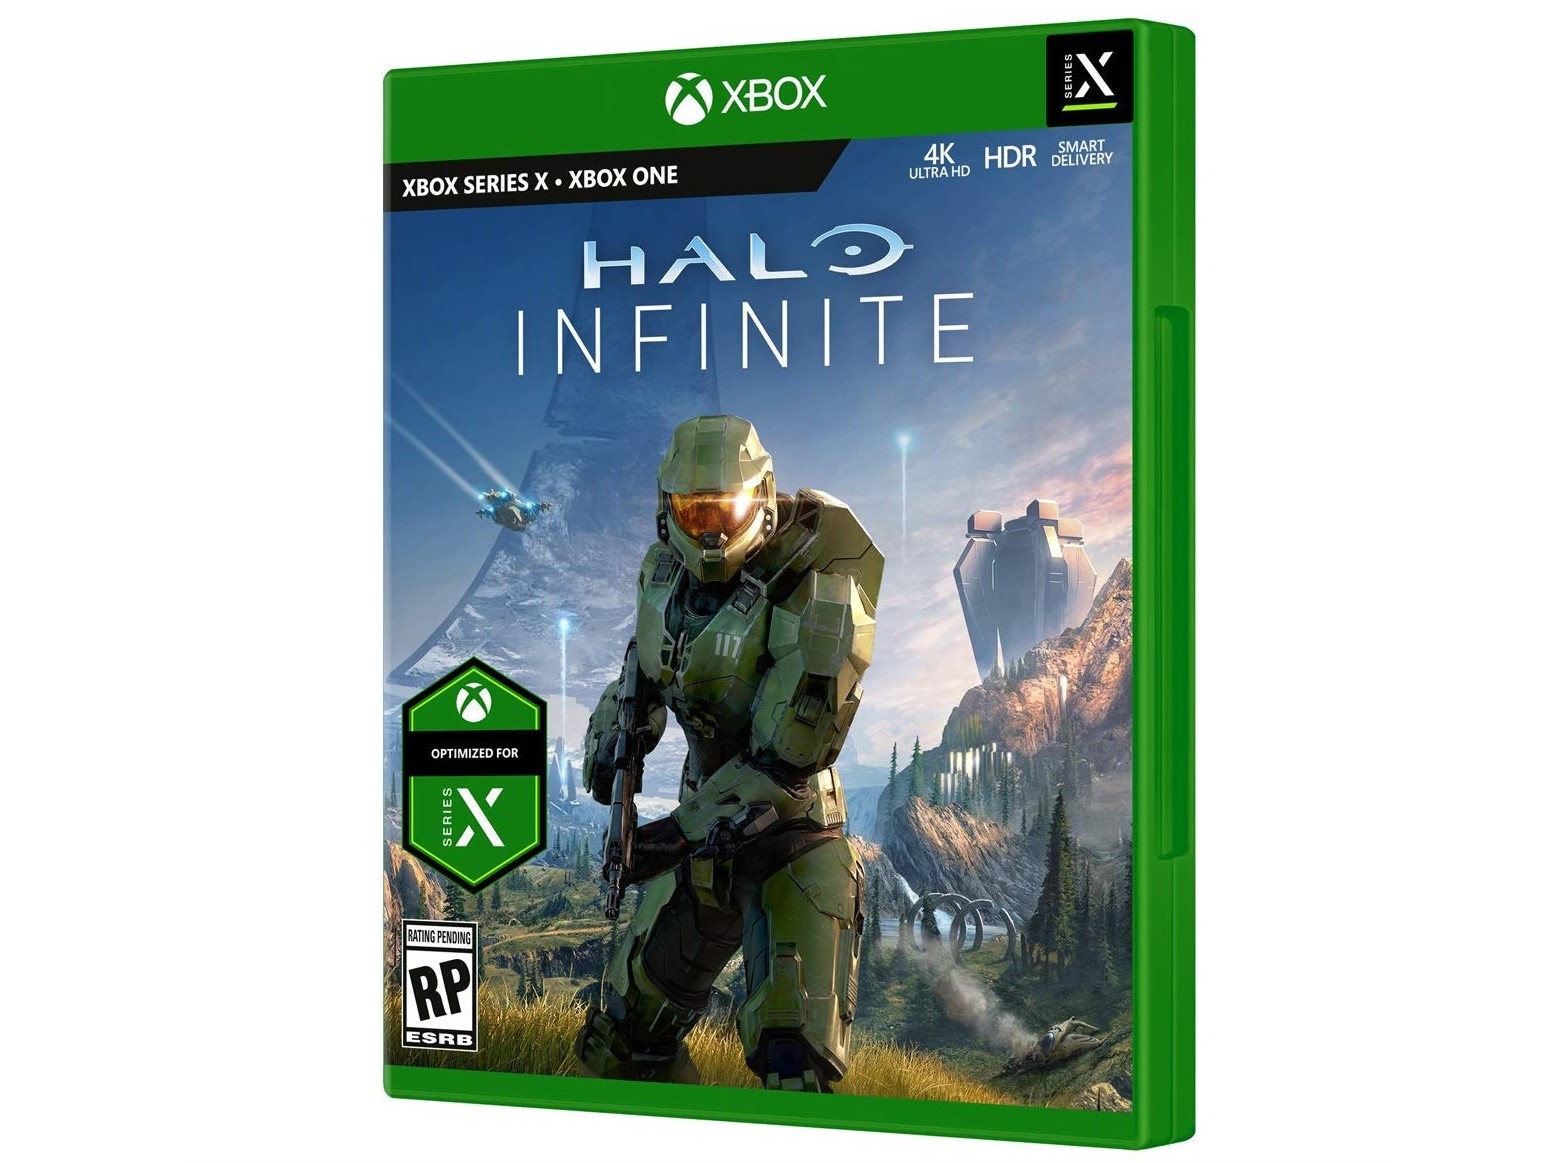 XBOX
SERIES X
XBOX SERIES X • XBOX ONE
4K
ULTRA HD
HDR
SMART
DELIVERY
HALO
INFINITE
117
OPTIMIZED FOR
SERIES X
RATING PENDING
RP
ESRB